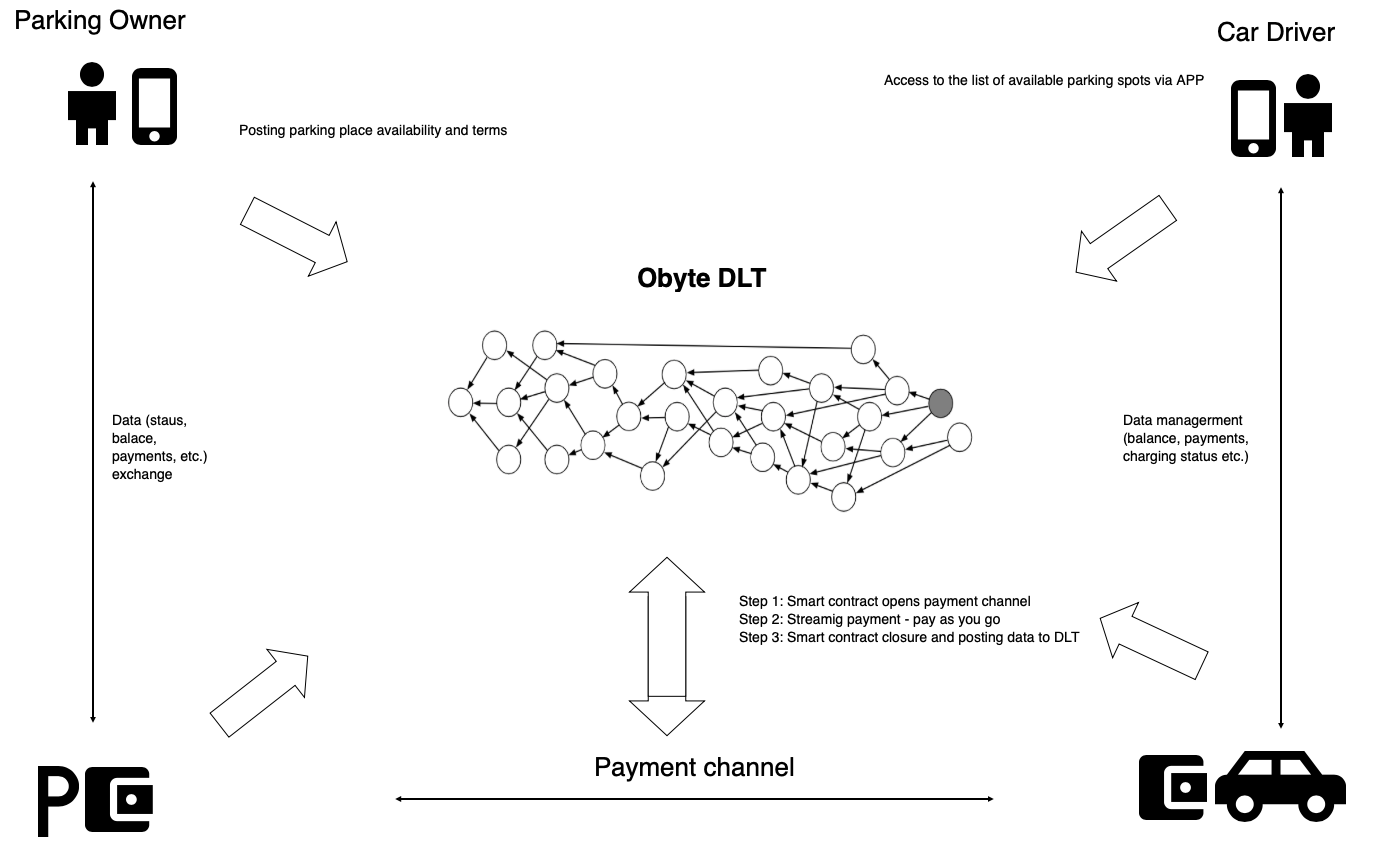 Parking Owner
Car Driver
Access to the list of available parking spots via APP
Posting parking place availability and terms
Obyte DLT
Data (staus,
balace,
payments, etc.)
exchange
Data managerment
(balance, payments,
charging status etc.)
Step 1: Smart contract opens payment channel
Step 2: Streamig payment - pay as you go
Step 3: Smart contract closure and posting data to DLT
Payment channel
P